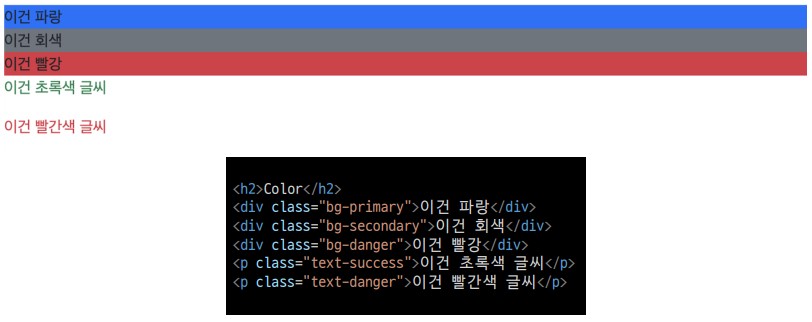 이건 파랑
이건 회색
이건 빨강
이건 초록색 글씨
이건 빨간색 글씨
<h2>Color</h2>
<div class="bg-primary">이건 파랑</div>
<div class="bg-secondary">이건 회색</div>
<div class="bg-danger">이건 빨강</div>
<p class="text-success">이건 초록색 글씨</p>
<p class="text-danger">이건 빨간색 글씨</p>